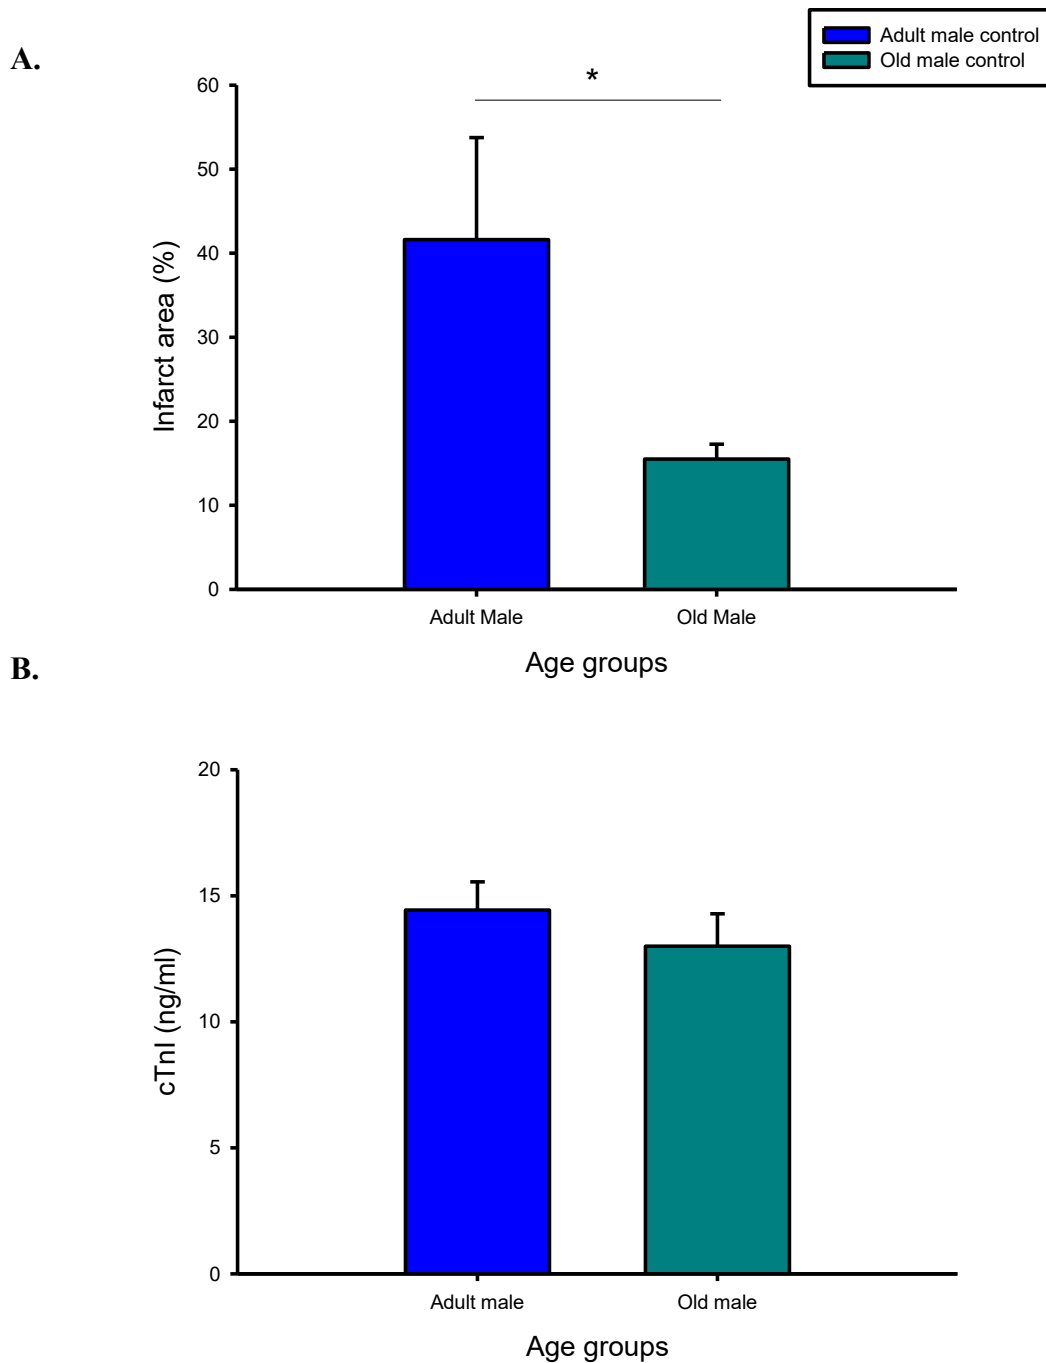 Adult male control
Old male control
A.
*
60
50
40
30
20
10
0
Infarct area (%)
Adult Male Old Male
Age groups
B.
20
15
10
5
0
cTnI (ng/ml)
Adult male Old male
Age groups